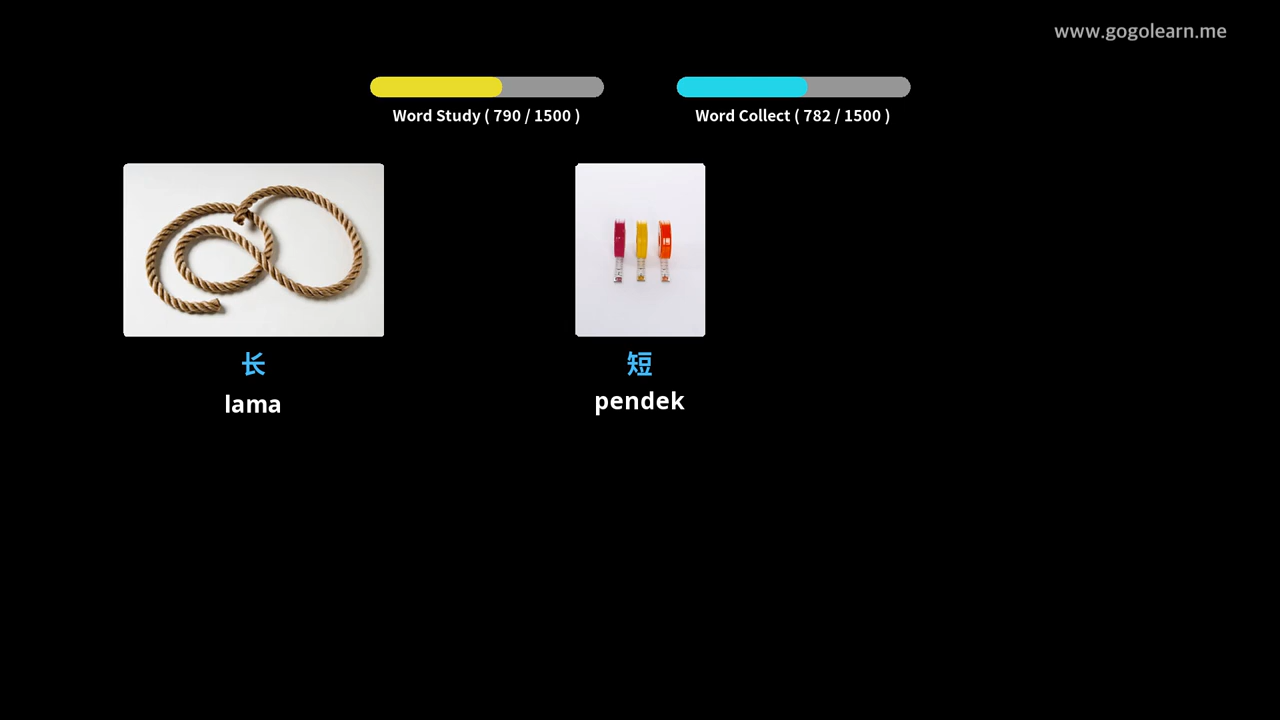 www.gogolearn.me
Word Study ( 790 / 1500 )
Word Collect ( 782 / 1500 )
长
lama
短
pendek